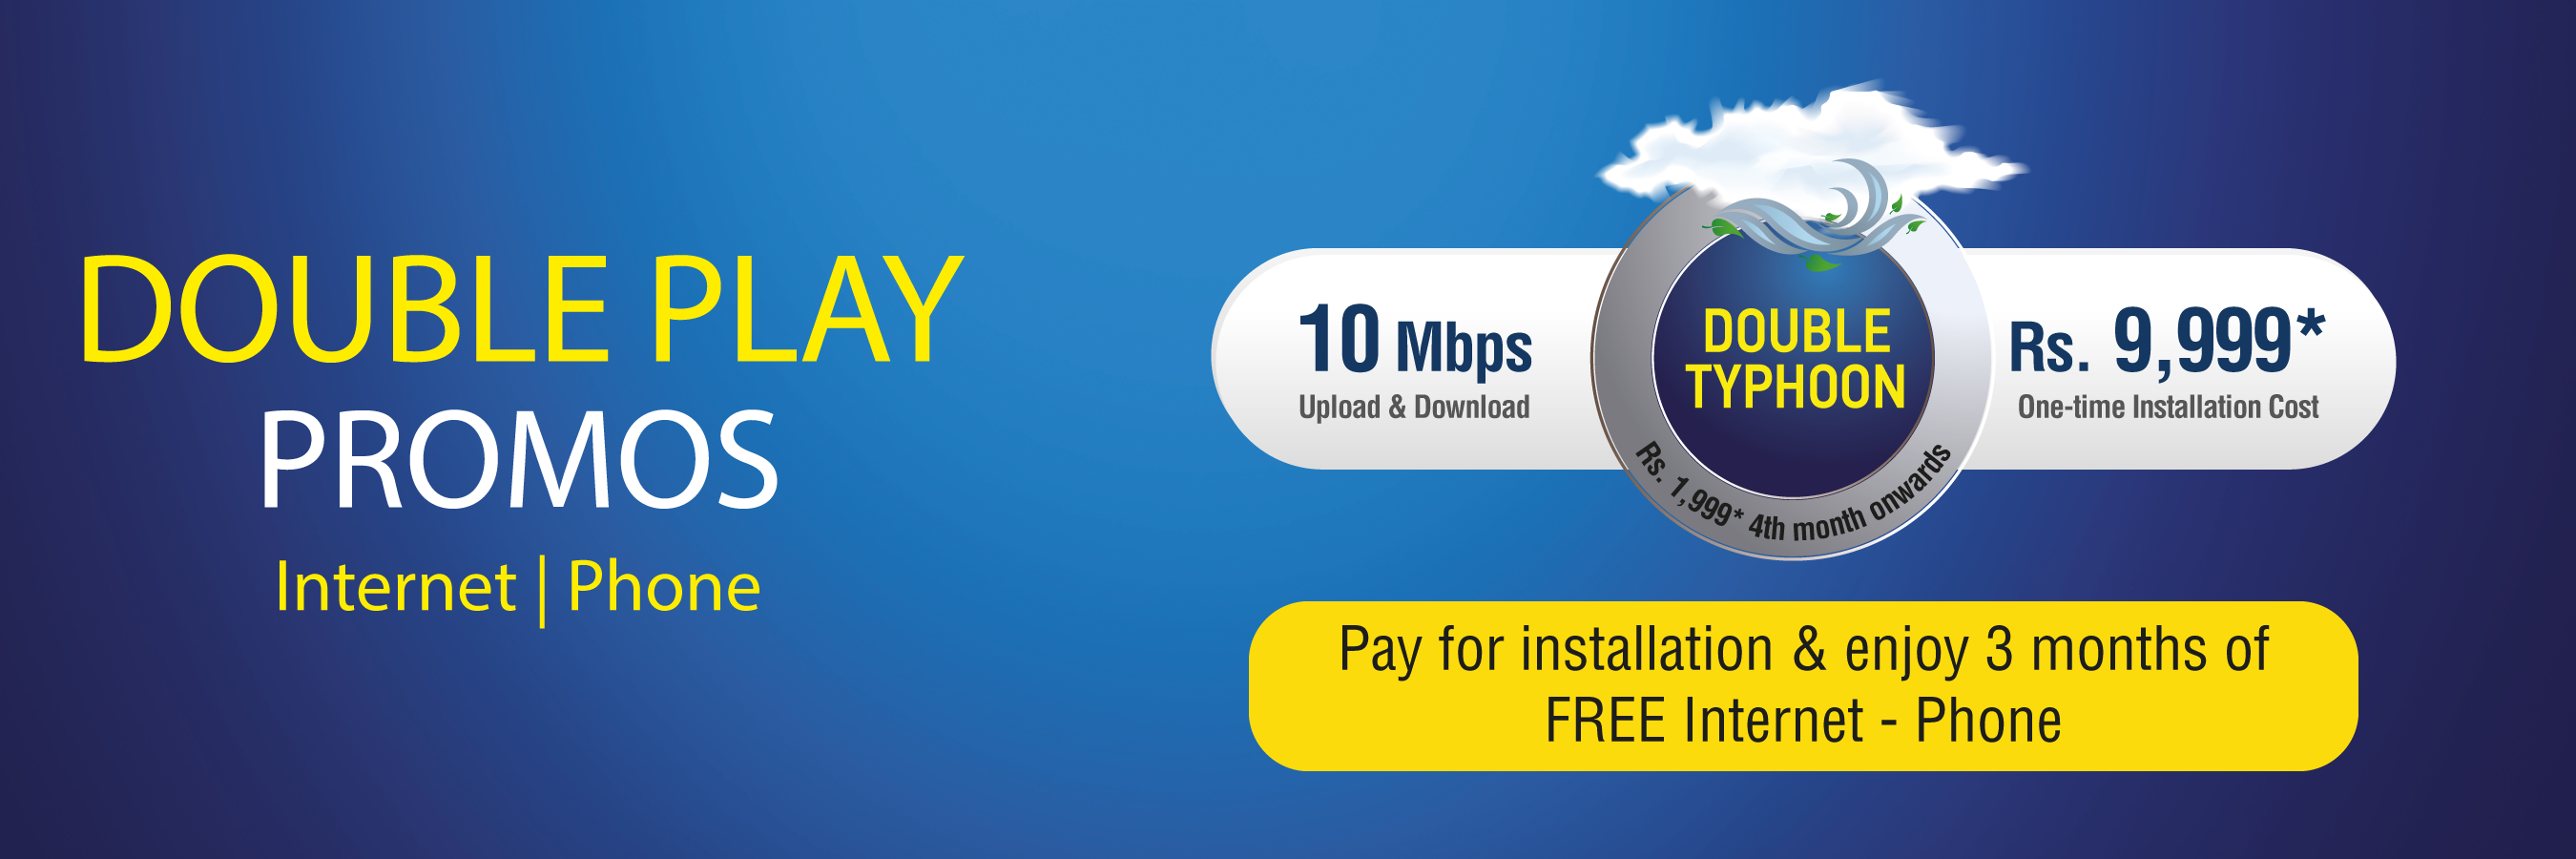 DOUBLE PLAY
PROMOS
Internet | Phone
10 Mbps
Upload & Download
DOUBLE
TYPHOON
Rs. 1,999* 4th month onwards
Rs. 9,999*
One-time Installation Cost
Pay for installation & enjoy 3 months of
FREE Internet - Phone